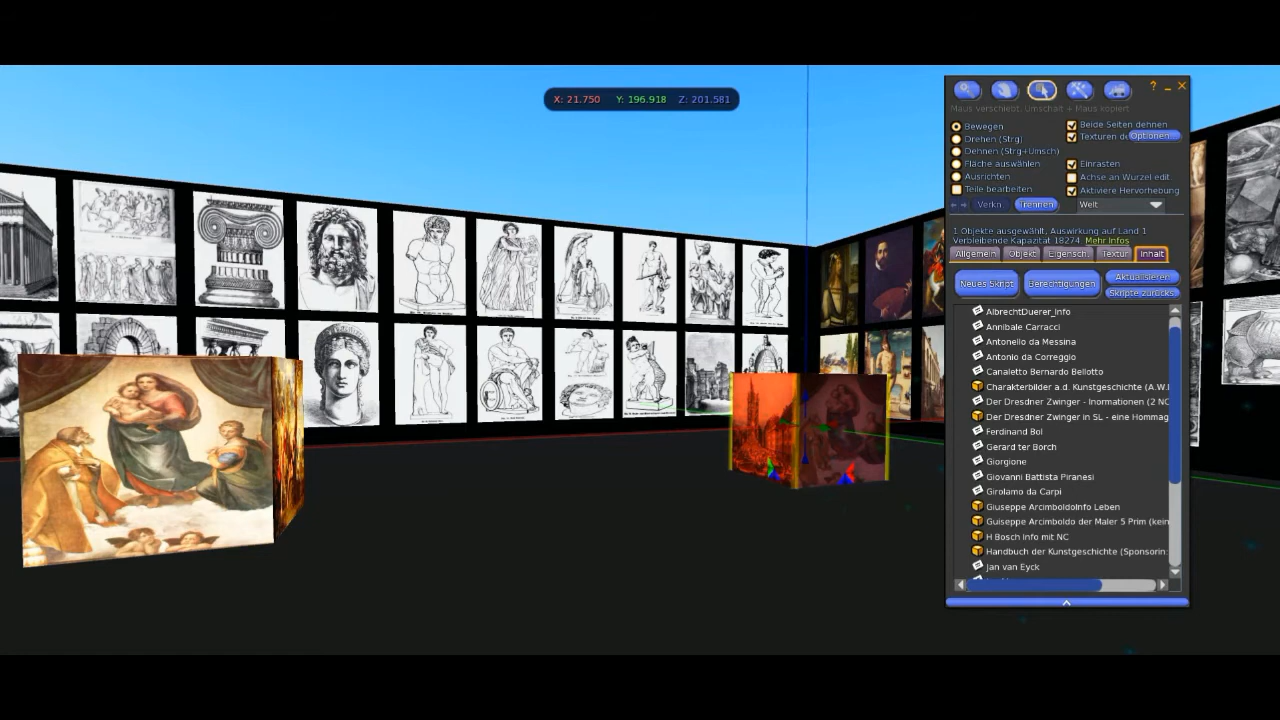 X: 21.750 Y: 196.918 Z: 201.581
? _ ×
Maus verschiebt, Umschalt + Maus kopiert
Bewegen
Drehen (Strg)
Dehnen (Strg+Umsch)
Fläche auswählen
Ausrichten
Teile bearbeiten
Beide Seiten dehnen
Texturen de
Optionen...
Einrasten
Achse an Wurzel edit.
Aktiviere Hervorhebung
Verkn.
Trennen
Welt
1 Objekte ausgewählt, Auswirkung auf Land 1
Verbleibende Kapazität 18274. Mehr Infos
Allgemein Objekt Eigensch. Textur Inhalt
Neues Skript
Berechtigungen
Aktualisieren
Skripte zurücks.
AlbrechtDuerer_Info
Annibale Carracci
Antonello da Messina
Antonio da Correggio
Canaletto Bernardo Bellotto
Charakterbilder a.d. Kunstgeschichte (A.W.
Der Dresdner Zwinger - Inormationen (2 NC
Der Dresdner Zwinger in SL - eine Hommag
Ferdinand Bol
Gerard ter Borch
Giorgione
Giovanni Battista Piranesi
Girolamo da Carpi
Giuseppe ArcimboldoInfo Leben
Guiseppe Arcimboldo der Maler 5 Prim (kein
H Bosch Info mit NC
Handbuch der Kunstgeschichte (Sponsorin
Jan van Eyck